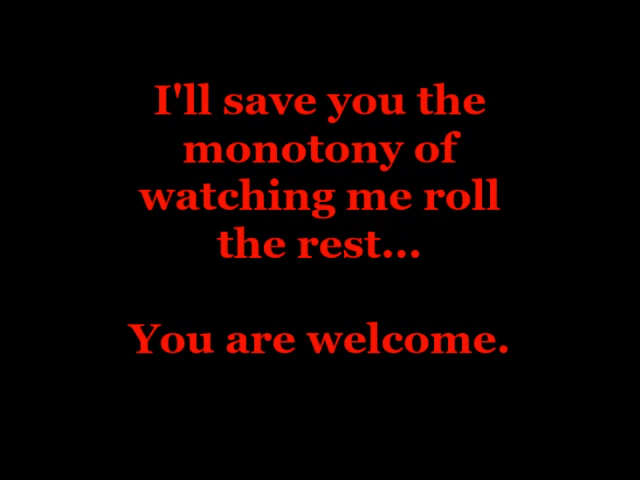 I'll save you the
monotony of
watching me roll
the rest...
You are welcome.